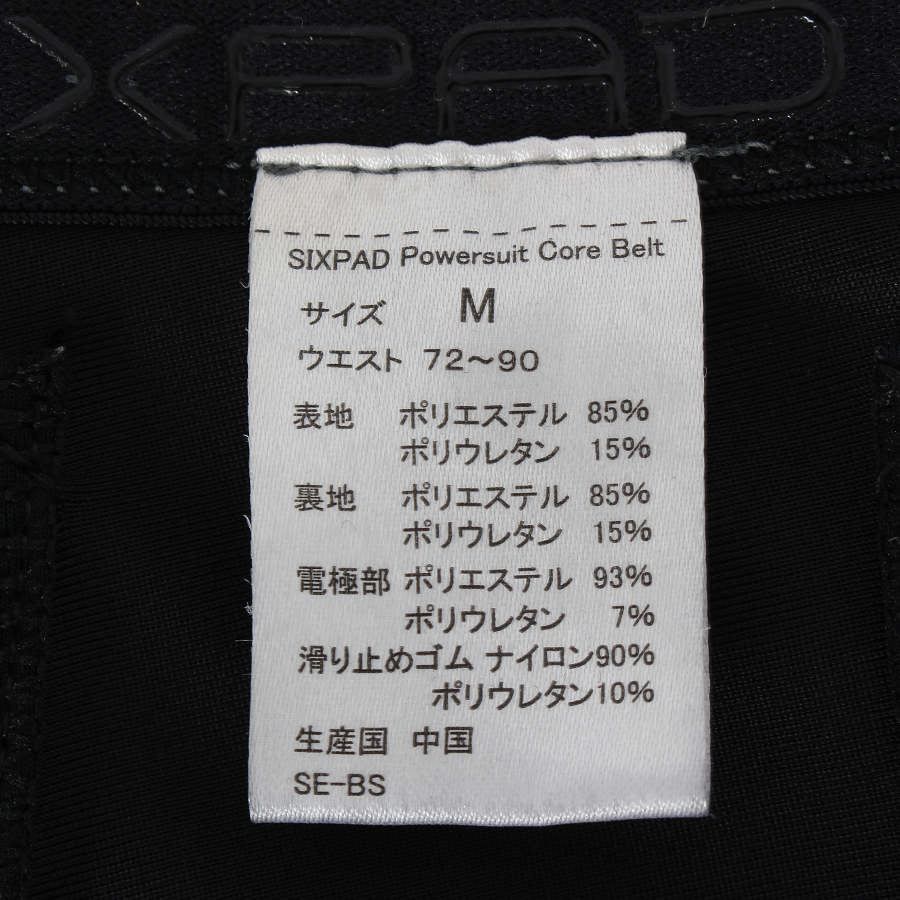 XPAD
SIXPAD Powersuit Core Belt
サイズ M
ウエスト 72～90
表地 ポリエステル 85%
ポリウレタン 15%
裏地 ポリエステル 85%
ポリウレタン 15%
電極部 ポリエステル 93%
ポリウレタン 7%
滑り止めゴム ナイロン90%
ポリウレタン10%
生産国 中国
SE-BS